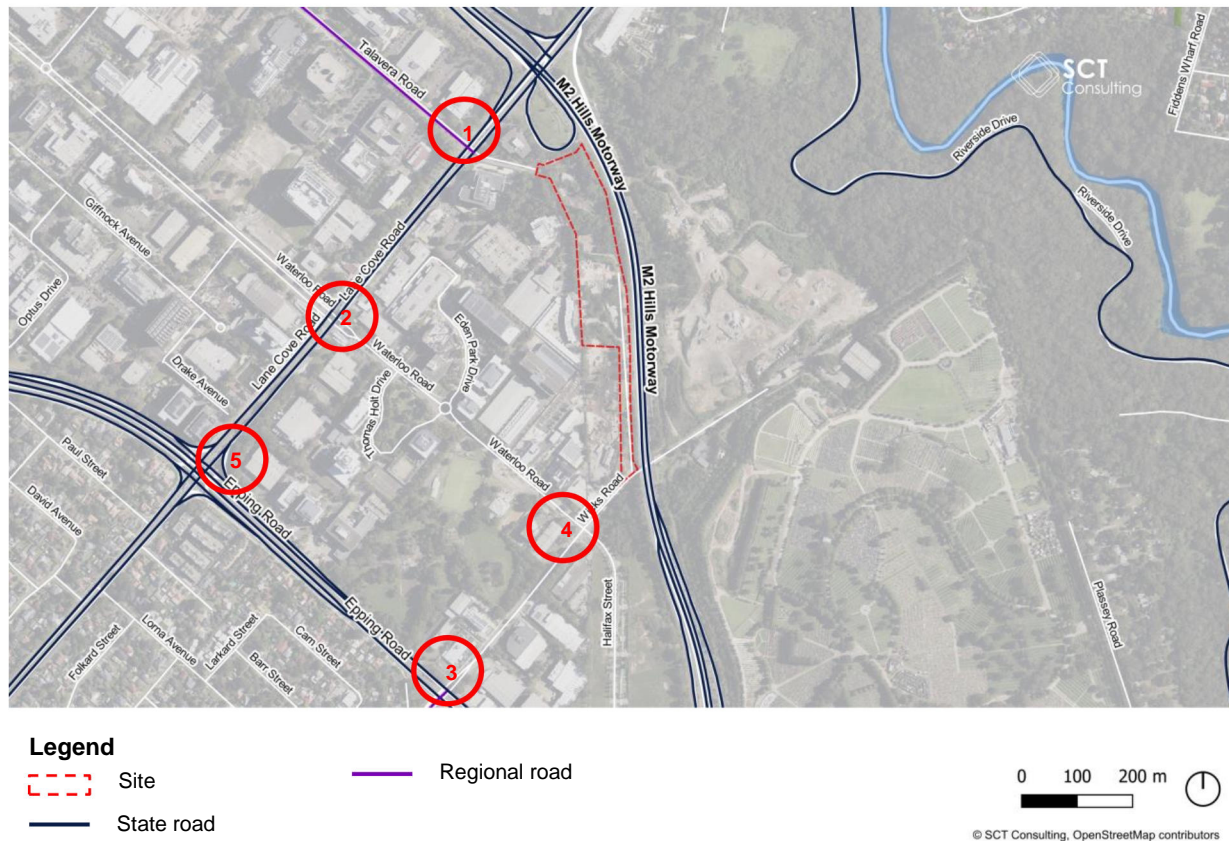 Talavera Road
M2 Hills Motorway
SCT
Consulting
Fiddens Wharf Road
Riverside Drive
1
Riverside Drive
Giffnock Avenue
Waterloo Road
Lane Cove Road
M2 Hills Motorway
Optus Drive
2
Lane Cove Road
Eden Park Drive
Waterloo Road
Drake Avenue
Thomas Holt Drive
5
Paul Street
Epping Road
Waterloo Road
Wicks Road
David Avenue
4
Halifax Street
Plassey Road
Epping Road
Folkard Street
Lorna Avenue
Larkard Street
Barr Street
Cam Street
3
Legend
Site
Regional road
State road
0 100 200 m
© SCT Consulting, OpenStreetMap contributors